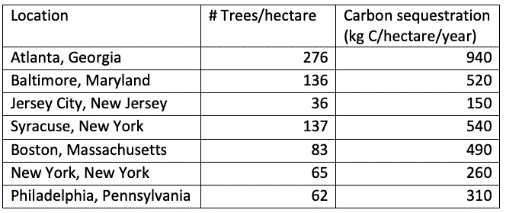 Location # Trees/hectare Carbon sequestration
(kg C/hectare/year)
Atlanta, Georgia 276 940
Baltimore, Maryland 136 520
Jersey City, New Jersey 36 150
Syracuse, New York 137 540
Boston, Massachusetts 83 490
New York, New York 65 260
Philadelphia, Pennsylvania 62 310